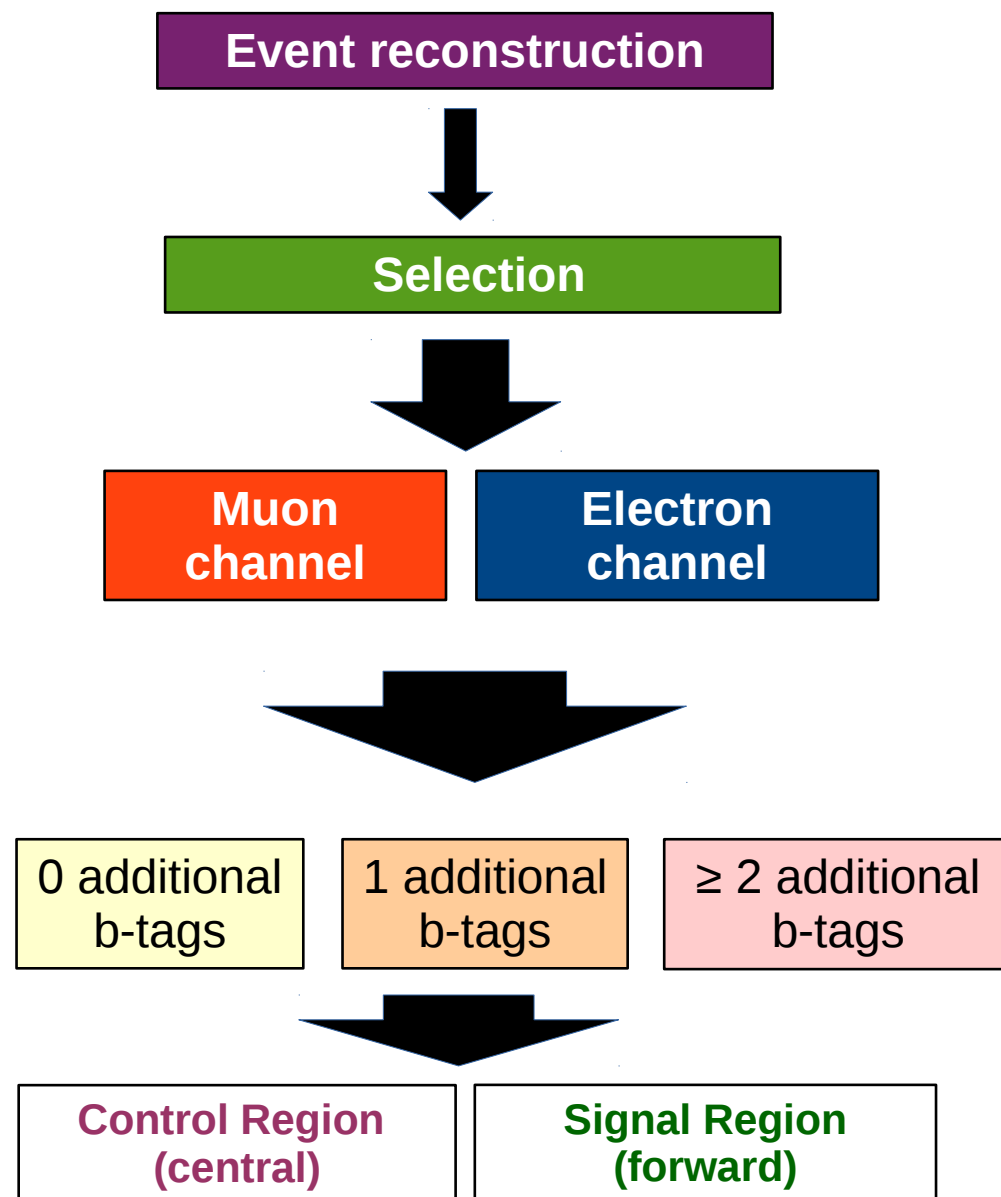 Event reconstruction
Selection
Muon
channel
Electron
channel
0 additional
b-tags
1 additional
b-tags
≥ 2 additional
b-tags
Control Region
(central)
Signal Region
(forward)